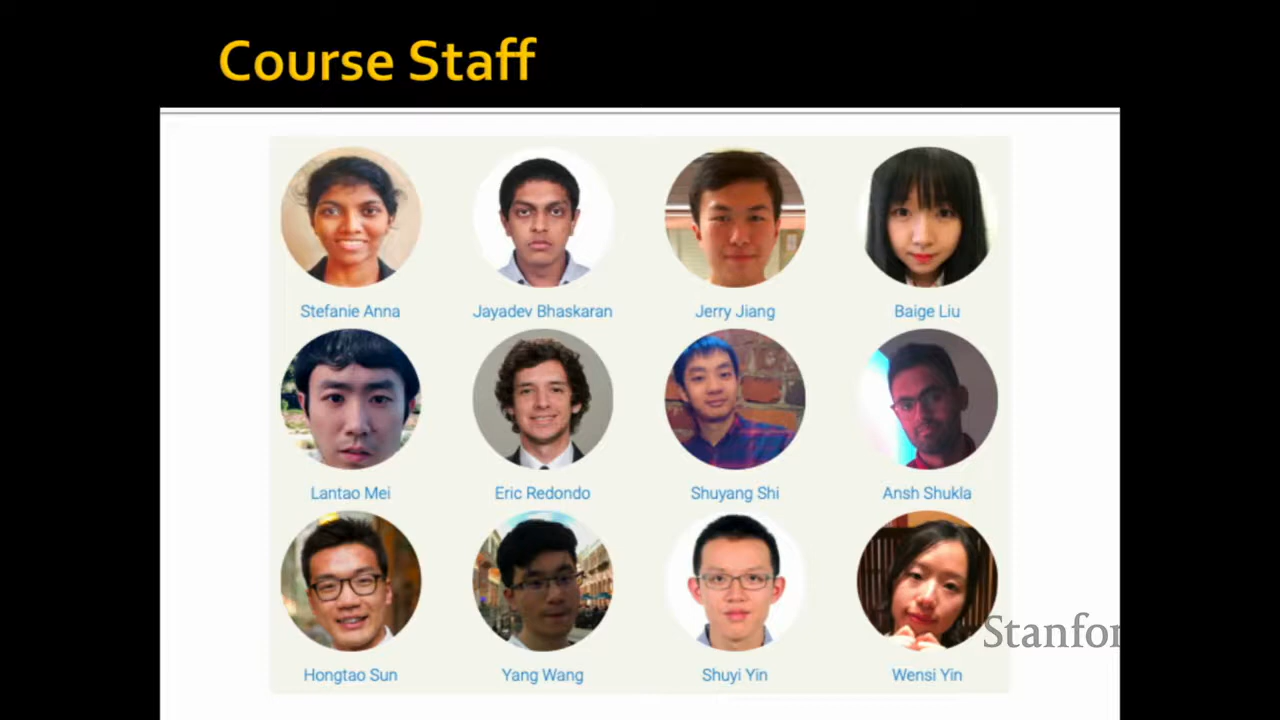 Course Staff
Stefanie Anna
Jayadev Bhaskaran
Jerry Jiang
Baige Liu
Lantao Mei
Eric Redondo
Shuyang Shi
Ansh Shukla
Stanfor
Hongtao Sun
Yang Wang
Shuyi Yin
Wensi Yin